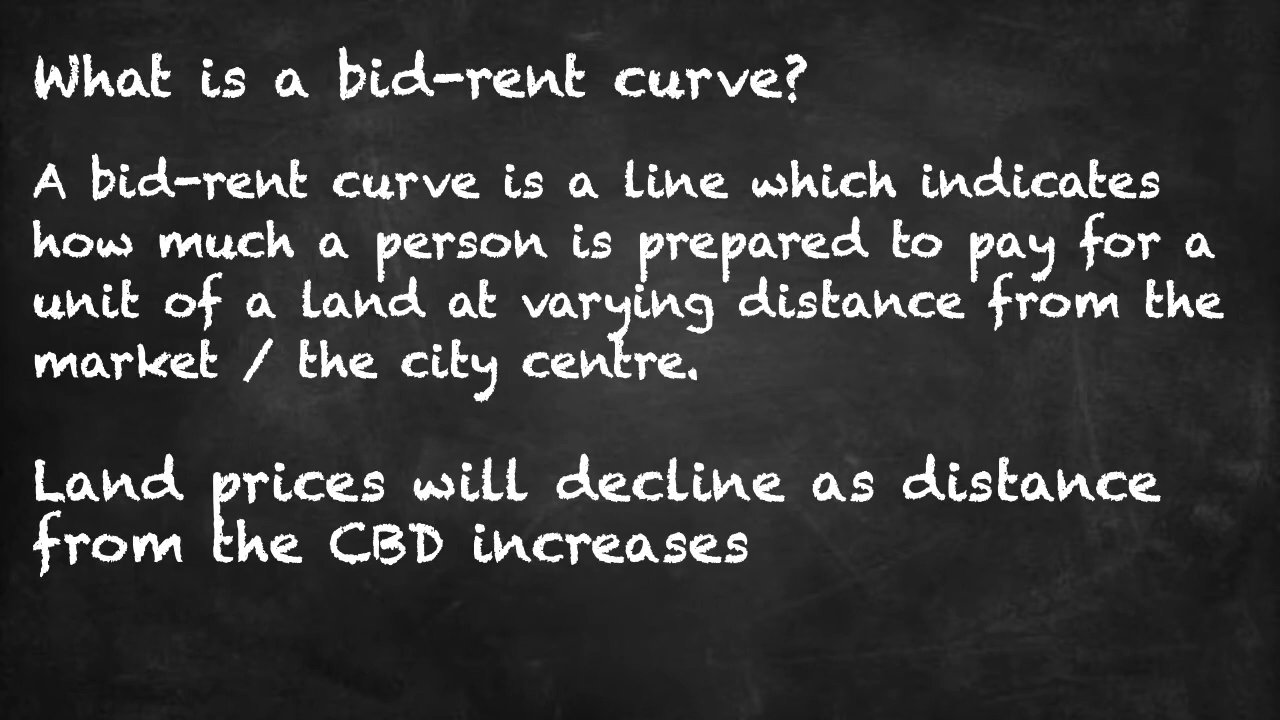 What is a bid-rent curve?
A bid-rent curve is a line which indicates
how much a person is prepared to pay for a
unit of a land at varying distance from the
market / the city centre.
Land prices will decline as distance
from the CBD increases